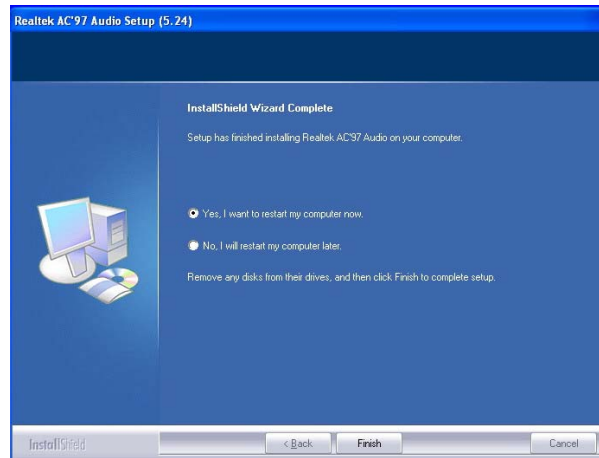 Realtek AC'97 Audio Setup (5.24)
InstallShield Wizard Complete
Setup has finished installing Realtek AC'97 Audio on your computer.
Yes, I want to restart my computer now.
No, I will restart my computer later.
Remove any disks from their drives, and then click Finish to complete setup.
InstallShield
< Back
Finish
Cancel